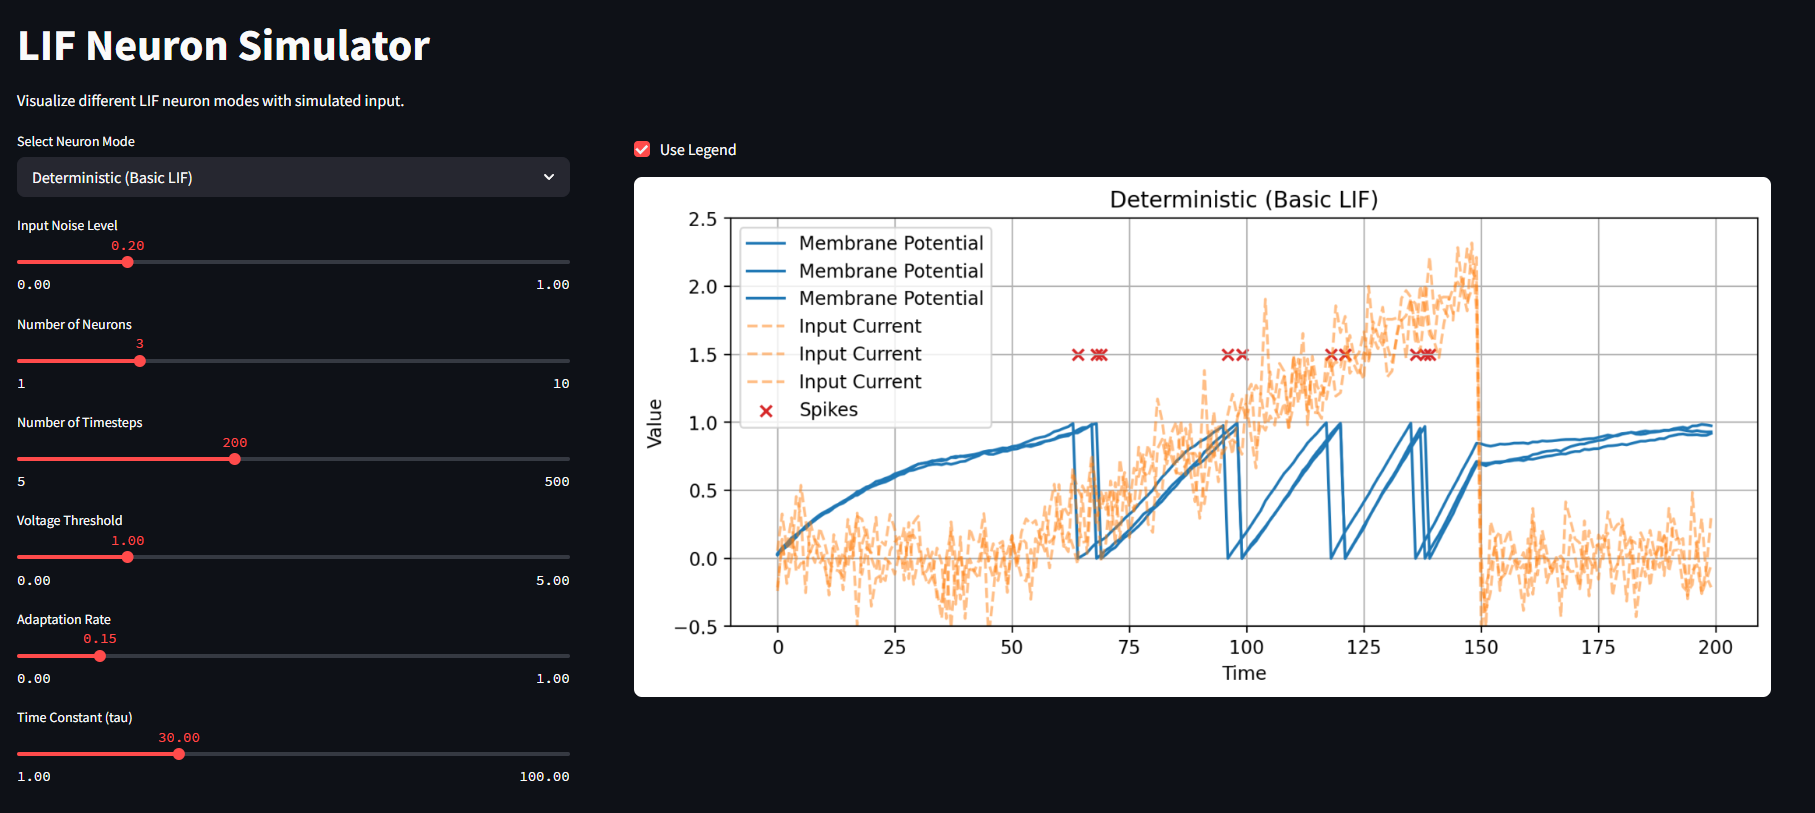 LIF Neuron Simulator
Visualize different LIF neuron modes with simulated input.
Select Neuron Mode
Deterministic (Basic LIF)
Input Noise Level
0.20
0.00 1.00
Number of Neurons
3
1 10
Number of Timesteps
200
5 500
Voltage Threshold
1.00
0.00 5.00
Adaptation Rate
0.15
0.00 1.00
Time Constant (tau)
30.00
1.00 100.00
Use Legend
Deterministic (Basic LIF)
Membrane Potential
Membrane Potential
Membrane Potential
Input Current
Input Current
Input Current
Spikes
Value
2.5
2.0
1.5
1.0
0.5
0.0
−0.5
0 25 50 75 100 125 150 175 200
Time